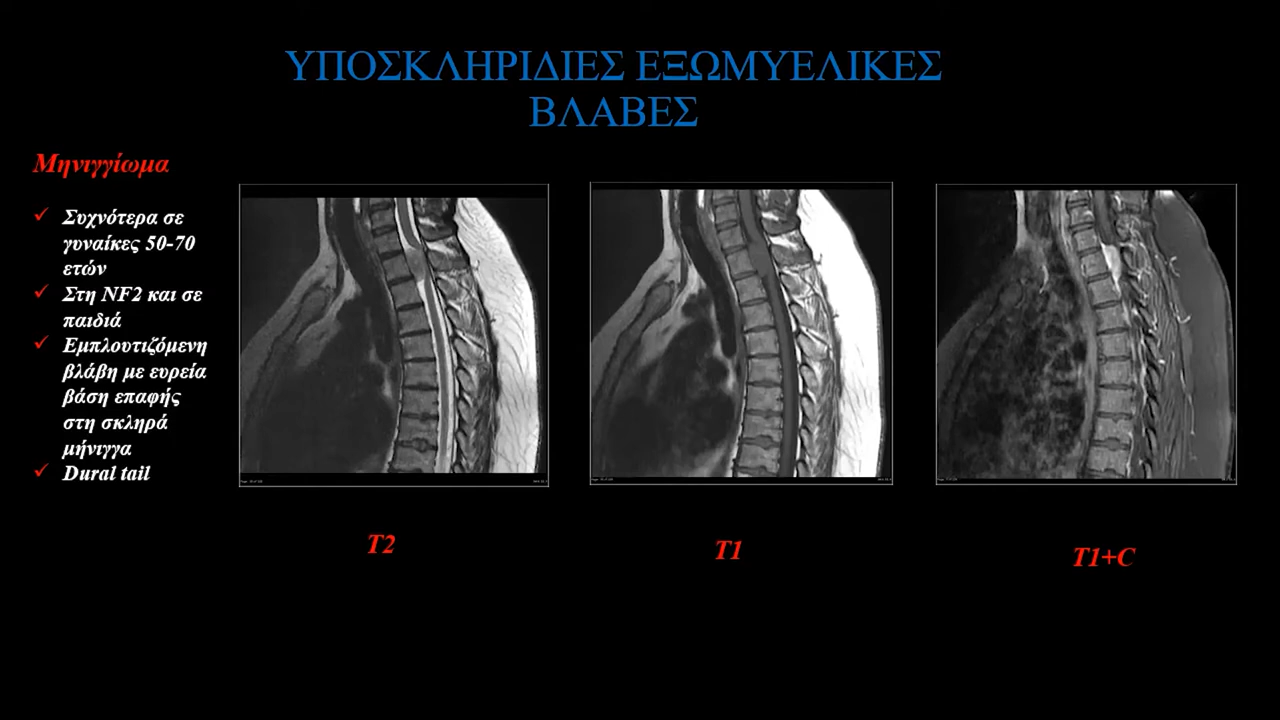 ΥΠΟΣΚΛΗΡΙΔΙΕΣ ΕΞΩΜΥΕΛΙΚΕΣ
ΒΛΑΒΕΣ
Μηνιγγίωμα
Συχνότερα σε
γυναίκες 50-70
ετών
Στη NF2 και σε
παιδιά
Εμπλουτιζόμενη
βλάβη με ευρεία
βάση επαφής
στη σκληρά
μήνιγγα
Dural tail
T2
T1
T1+C